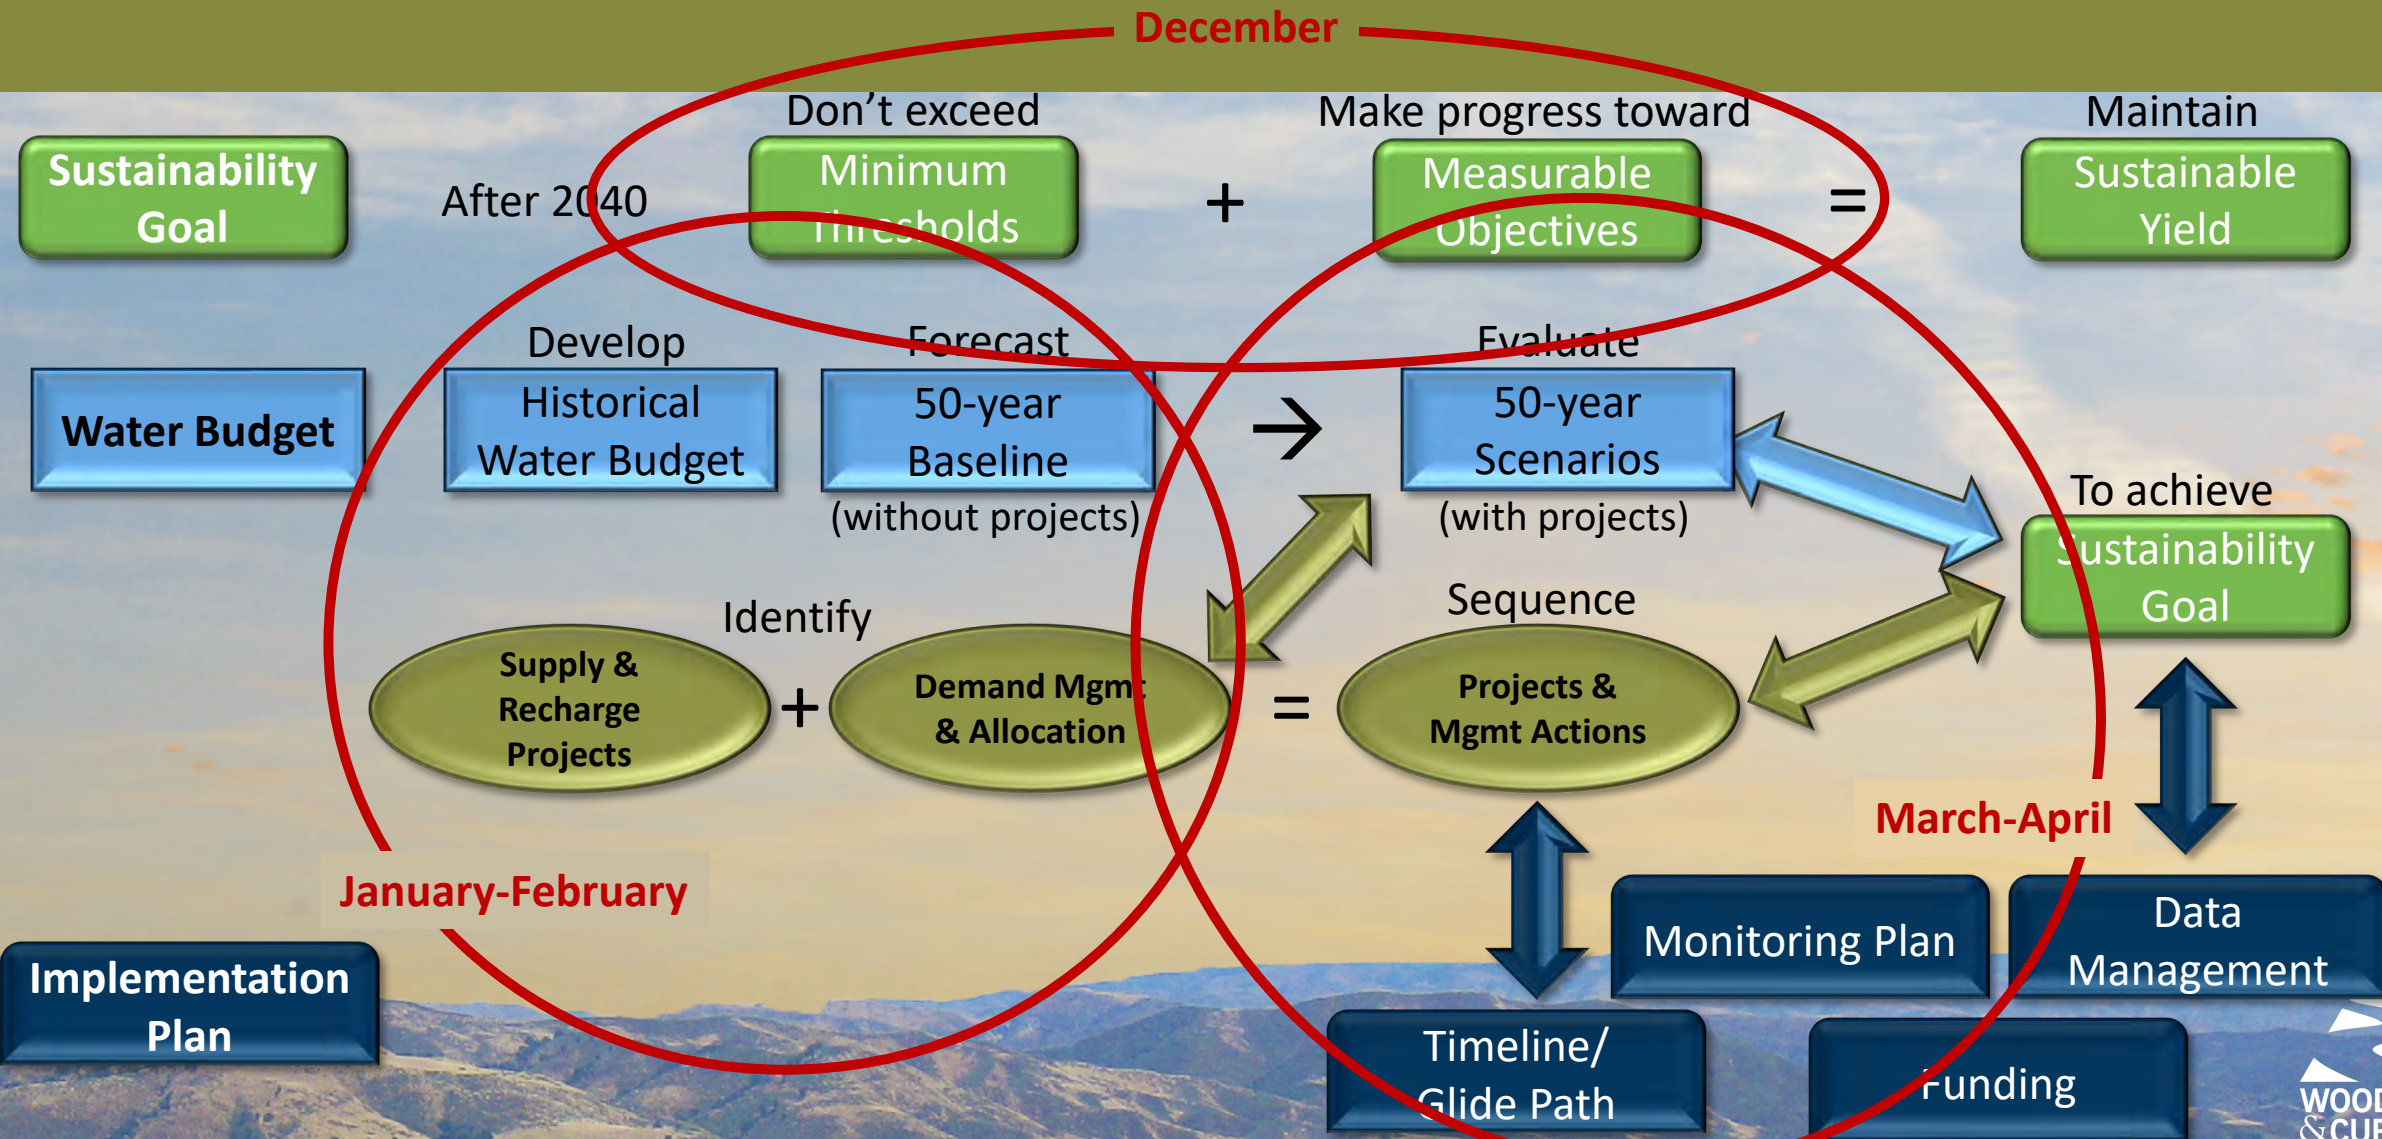 December
Don't exceed
Make progress toward
Maintain
Sustainability
Goal
After 2040
Minimum
Thresholds
+
Measurable
Objectives
=
Sustainable
Yield
Develop
Forecast
Evaluate
Water Budget
Historical
Water Budget
50-year
Baseline
(without projects)
→
50-year
Scenarios
(with projects)
To achieve
Sustainability
Goal
Identify
Sequence
Supply &
Recharge
Projects
+
Demand Mgmt
& Allocation
=
Projects &
Mgmt Actions
January-February
March-April
Implementation
Plan
Monitoring Plan
Data
Management
Timeline/
Glide Path
Funding
&